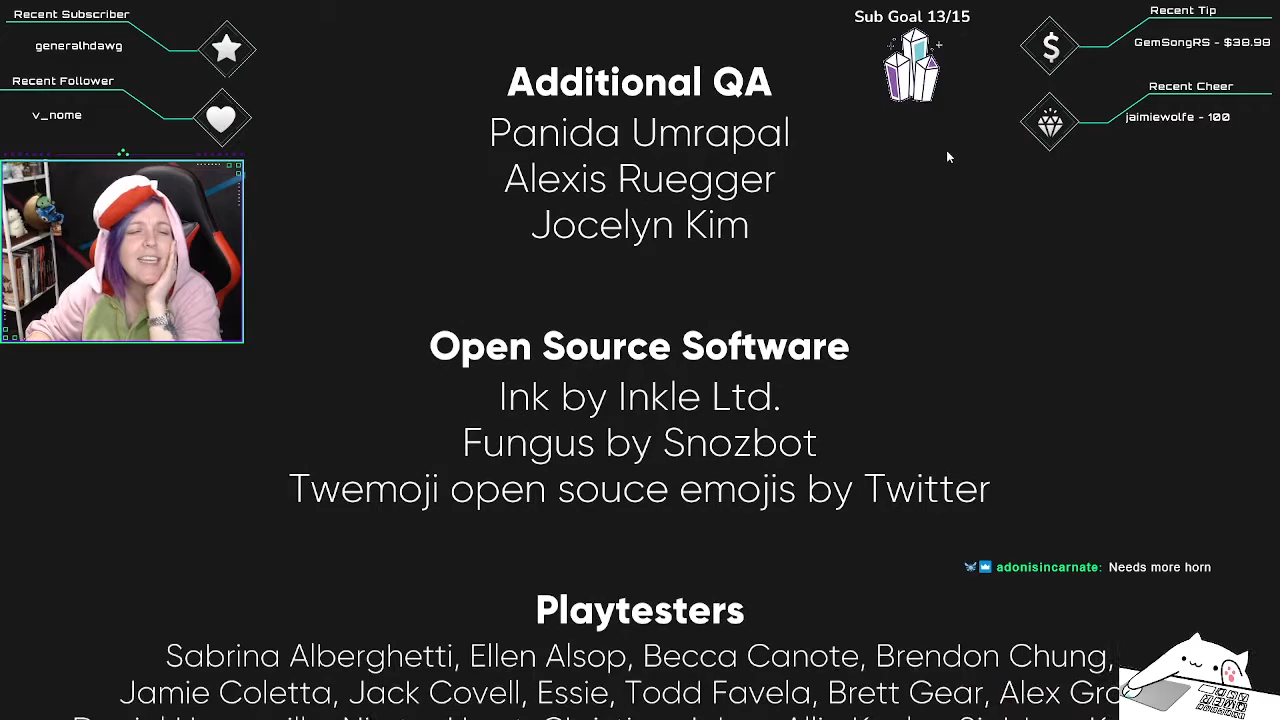 Recent Subscriber
generalhdawg
Recent Follower
v_nome
Sub Goal 13/15
Recent Tip
GemSongRS - $38.98
Recent Cheer
jaimiewolfe - 100
Additional QA
Panida Umrapal
Alexis Ruegger
Jocelyn Kim
Open Source Software
Ink by Inkle Ltd.
Fungus by Snozbot
Twemoji open souce emojis by Twitter
adonisincarnate: Needs more horn
Playtesters
Sabrina Alberghetti, Ellen Alsop, Becca Canote, Brendon Chung,
Jamie Coletta, Jack Covell, Essie, Todd Favela, Brett Gear, Alex Gro